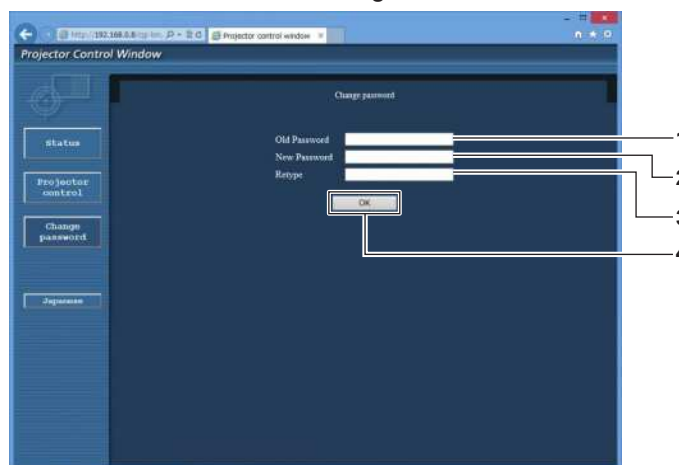 Projector control window
Projector Control Window
Change password
Status
Old Password
New Password
Projector
control
Retype
OK
Change
password
Japanese
1
2
3
4